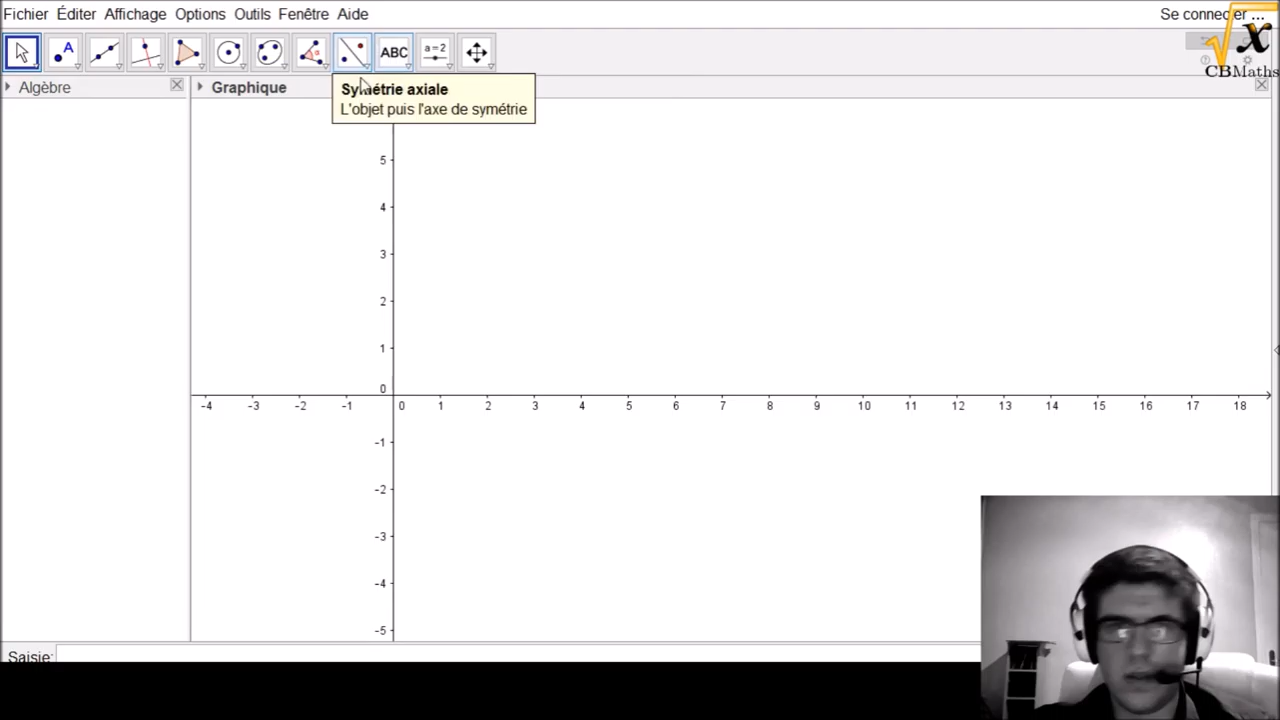 Fichier Éditer Affichage Options Outils Fenêtre Aide
Se connecter ...
x
CBMaths
A
α
ABC
a=2
Symétrie axiale
L'objet puis l'axe de symétrie
Algèbre
Graphique
5
4
3
2
1
0
-4 -3 -2 -1 0 1 2 3 4 5 6 7 8 9 10 11 12 13 14 15 16 17 18
-1
-2
-3
-4
-5
Saisie: